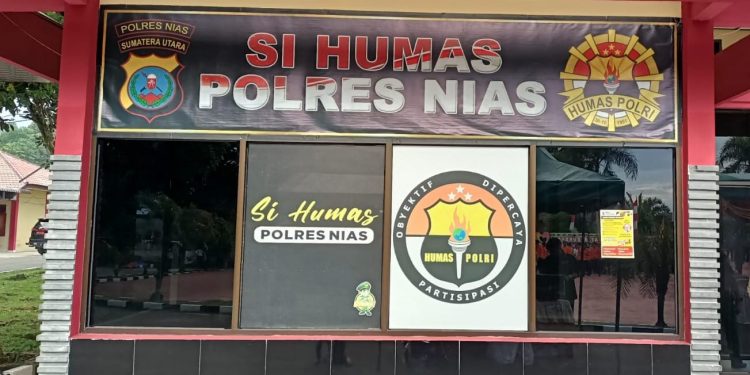 POLRES NIAS
SUMATERA UTARA
SI HUMAS
POLRES NIAS
HUMAS POLRI
Si Humas
POLRES NIAS
OBYEKTIF
DIPERCAYA
PARTISIPASI
HUMAS POLRI